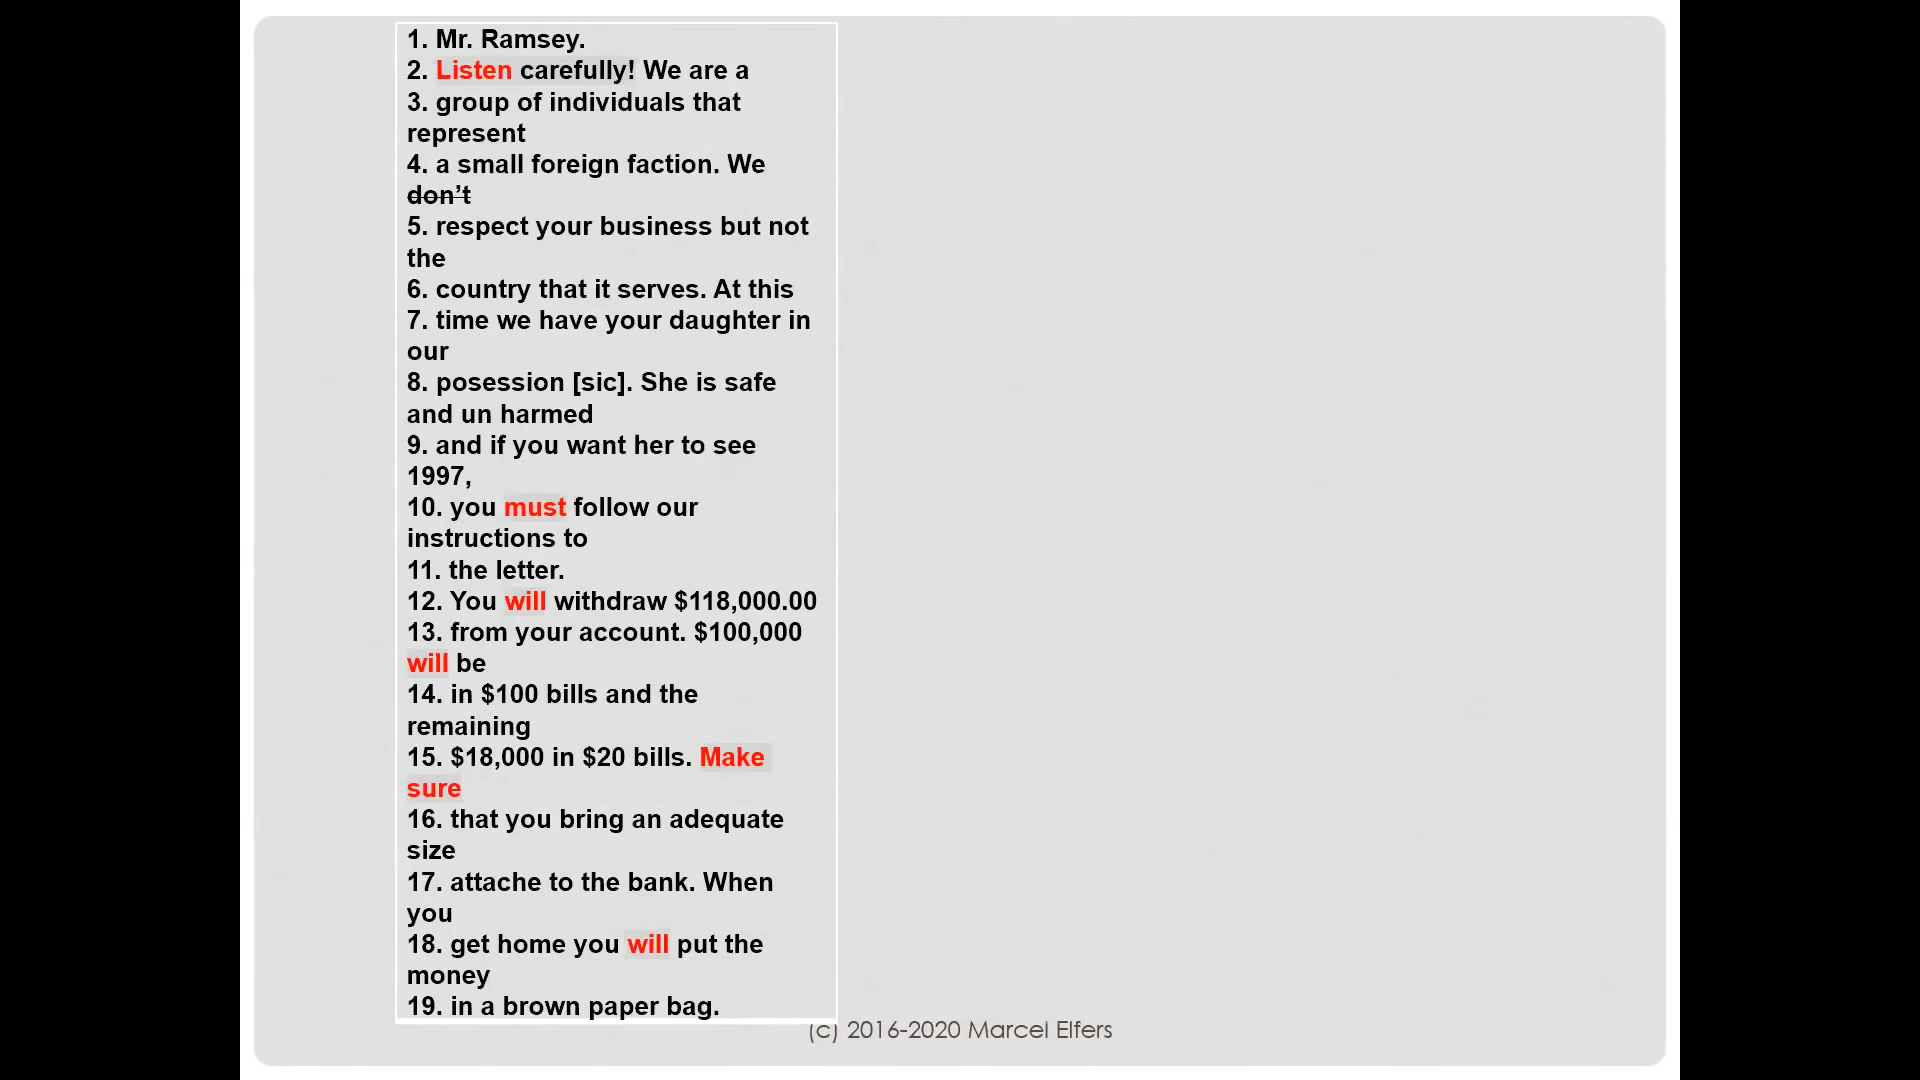 1. Mr. Ramsey.
2. Listen carefully! We are a
3. group of individuals that
represent
4. a small foreign faction. We
don’t
5. respect your business but not
the
6. country that it serves. At this
7. time we have your daughter in
our
8. posession [sic]. She is safe
and un harmed
9. and if you want her to see
1997,
10. you must follow our
instructions to
11. the letter.
12. You will withdraw $118,000.00
13. from your account. $100,000
will be
14. in $100 bills and the
remaining
15. $18,000 in $20 bills. Make
sure
16. that you bring an adequate
size
17. attache to the bank. When
you
18. get home you will put the
money
19. in a brown paper bag.
(c) 2016-2020 Marcel Elfers